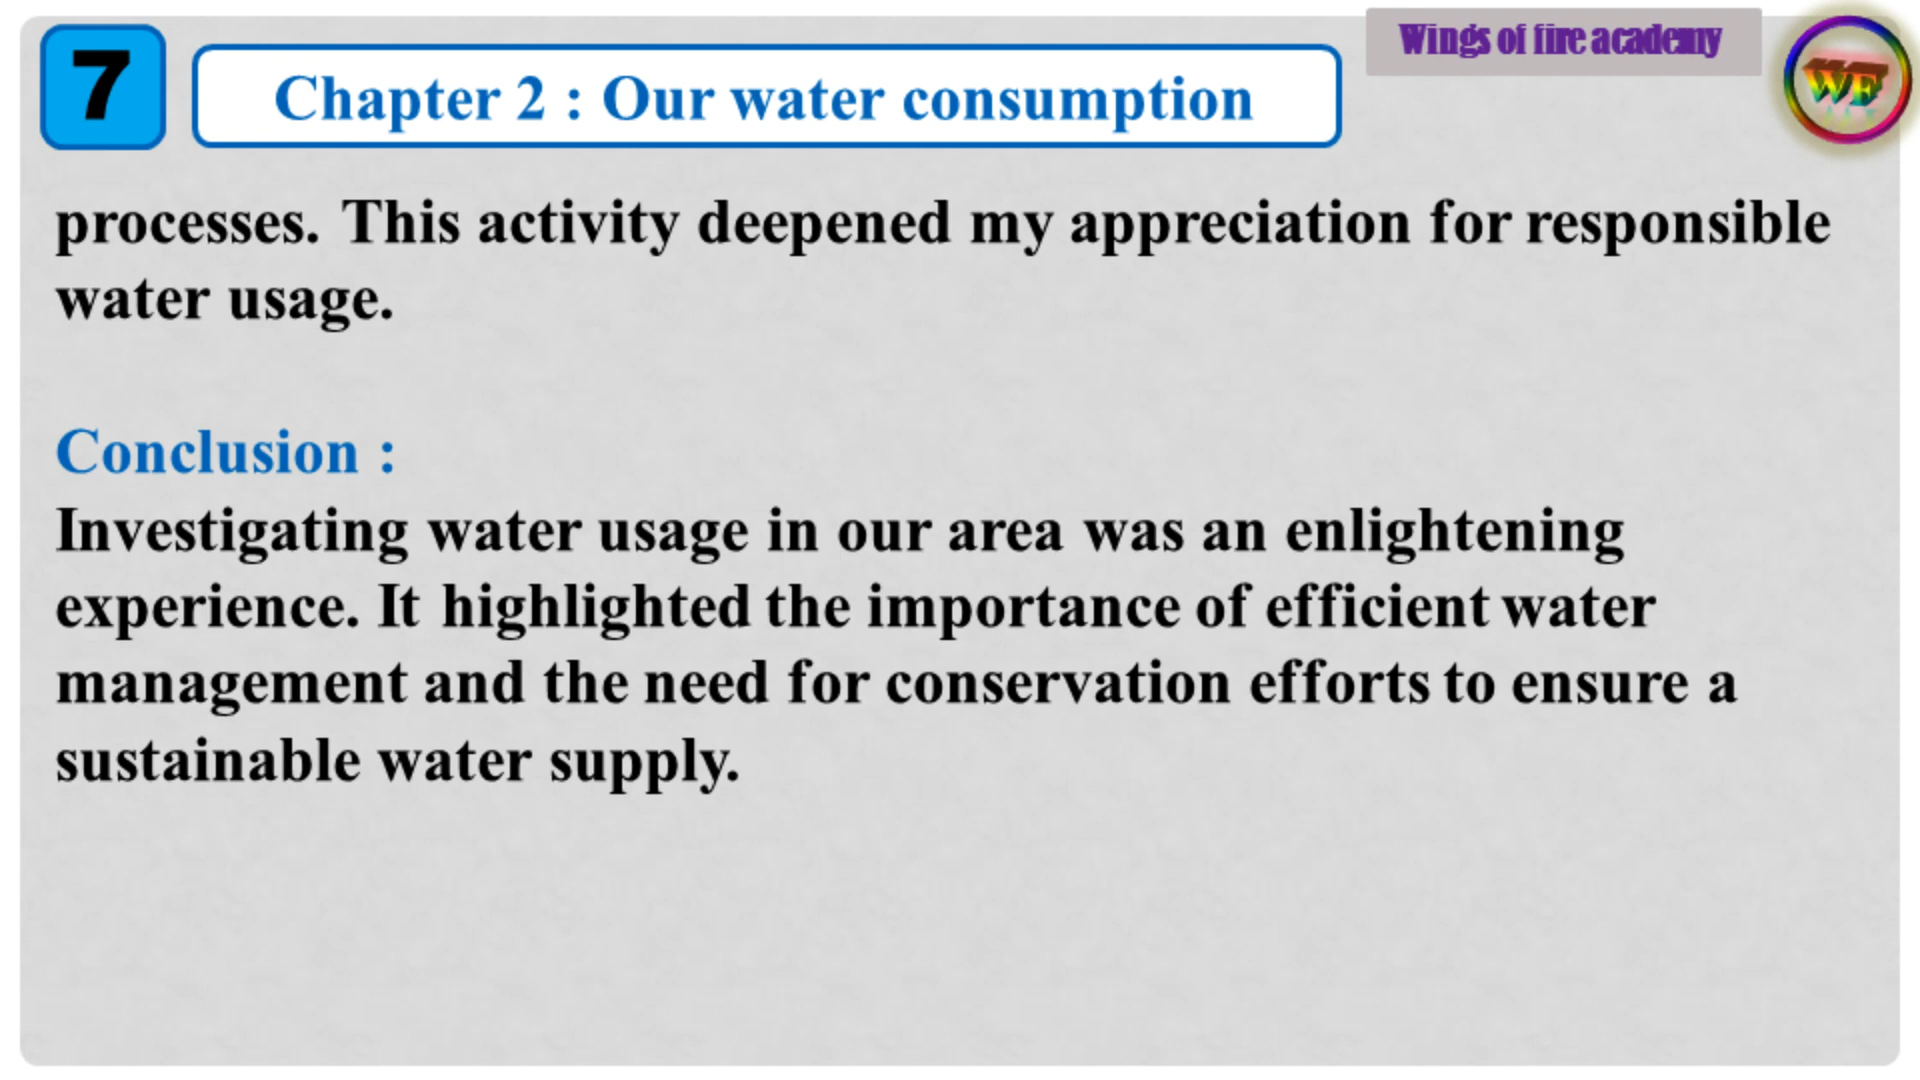 7
Chapter 2 : Our water consumption
Wings of fire academy
WF
processes. This activity deepened my appreciation for responsible
water usage.
Conclusion :
Investigating water usage in our area was an enlightening
experience. It highlighted the importance of efficient water
management and the need for conservation efforts to ensure a
sustainable water supply.